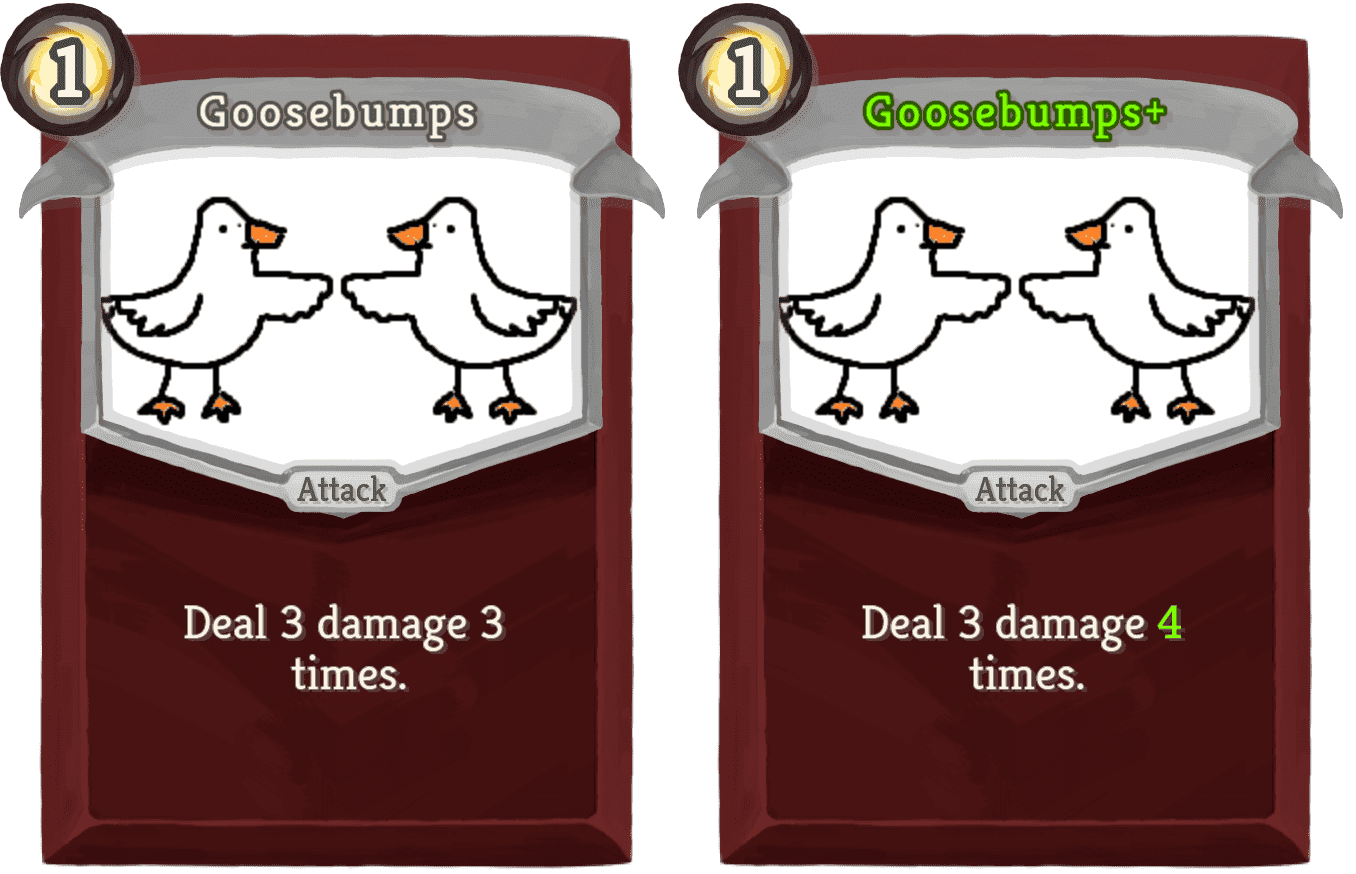 1
Goosebumps
Attack
Deal 3 damage 3
times.
1
Goosebumps+
Attack
Deal 3 damage 4
times.